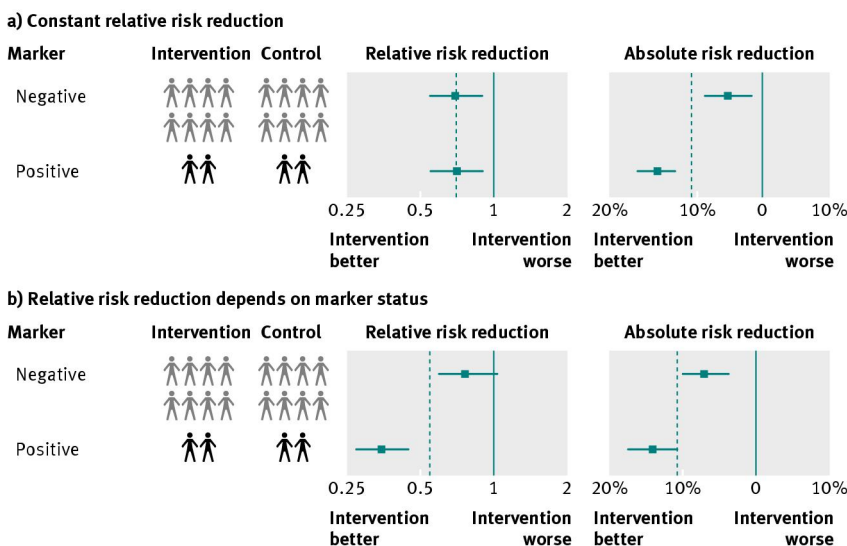 a) Constant relative risk reduction
Marker Intervention Control Relative risk reduction Absolute risk reduction
Negative
Positive
0.25 0.5 1 2 20% 10% 0 10%
Intervention better Intervention worse Intervention better Intervention worse
b) Relative risk reduction depends on marker status
Marker Intervention Control Relative risk reduction Absolute risk reduction
Negative
Positive
0.25 0.5 1 2 20% 10% 0 10%
Intervention better Intervention worse Intervention better Intervention worse